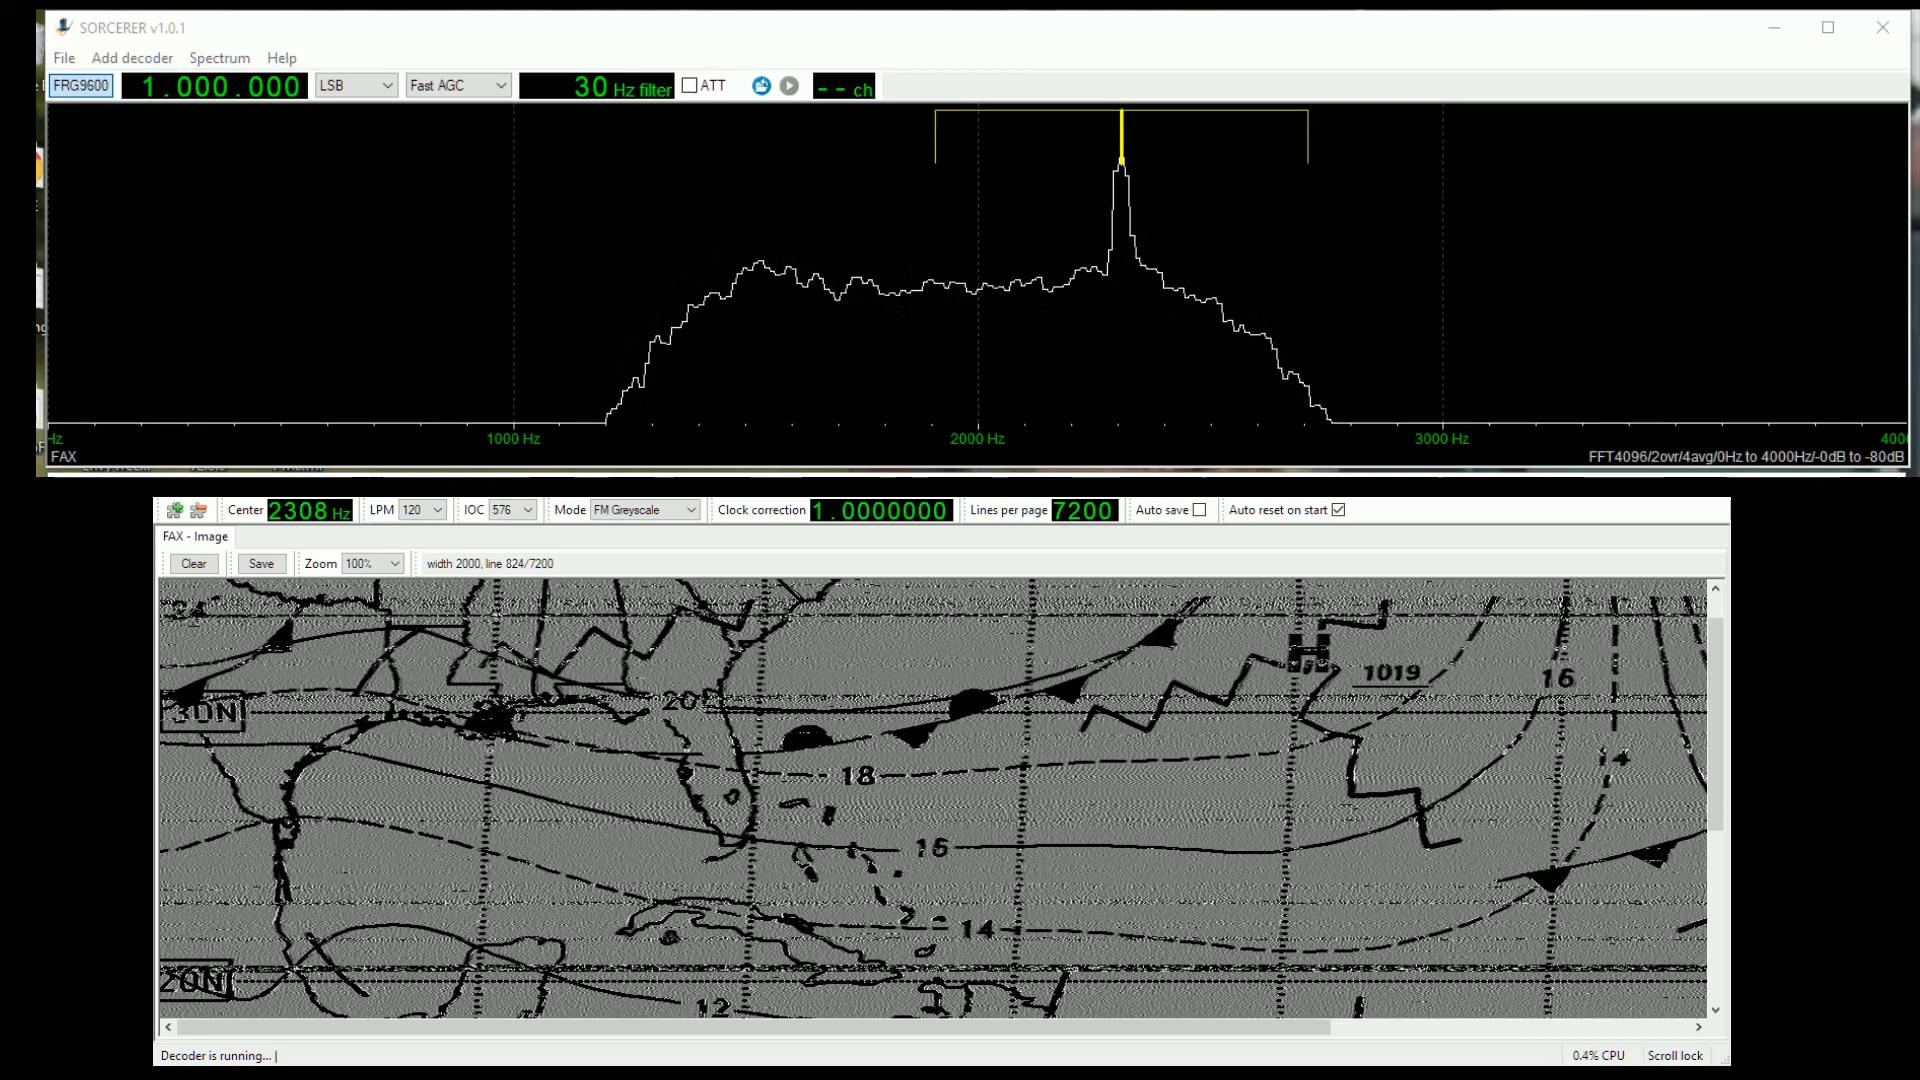 SORCERER v1.0.1
File Add decoder Spectrum Help
FRG9600 1.000.000 LSB Fast AGC 30 Hz filter ATT -- ch
Hz 1000 Hz 2000 Hz 3000 Hz 400
FAX FFT4096/2ovr/4avg/0Hz to 4000Hz/-0dB to -80dB
Center 2308 Hz LPM 120 IOC 576 Mode FM Greyscale Clock correction 1.0000000 Lines per page 7200 Auto save Auto reset on start
FAX - Image
Clear Save Zoom 100% width 2000, line 824/7200
24
H 1019 16
30N 20
18 14
15
14
20N
12
Decoder is running... | 0.4% CPU Scroll lock